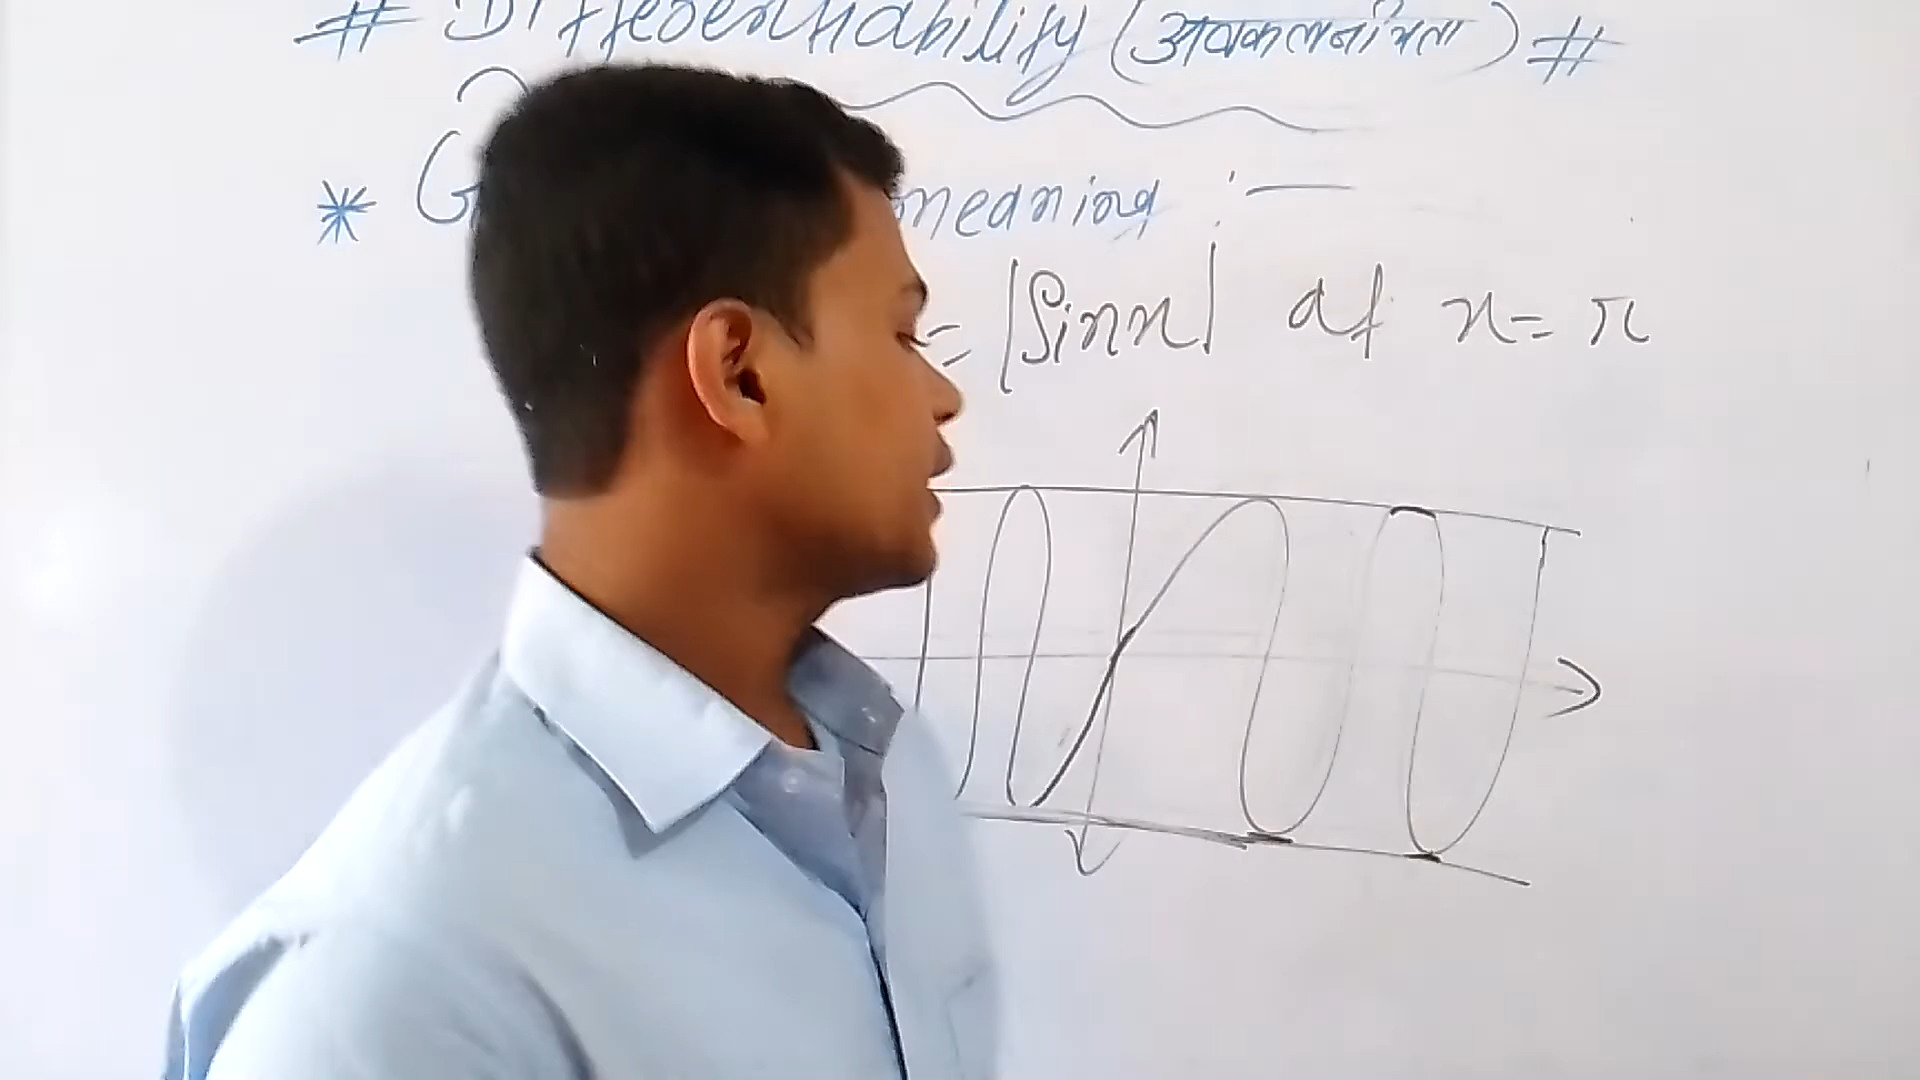 # Differentiability (अवकलनीयता) #
* meaning :—
= |Sinx| at x = π